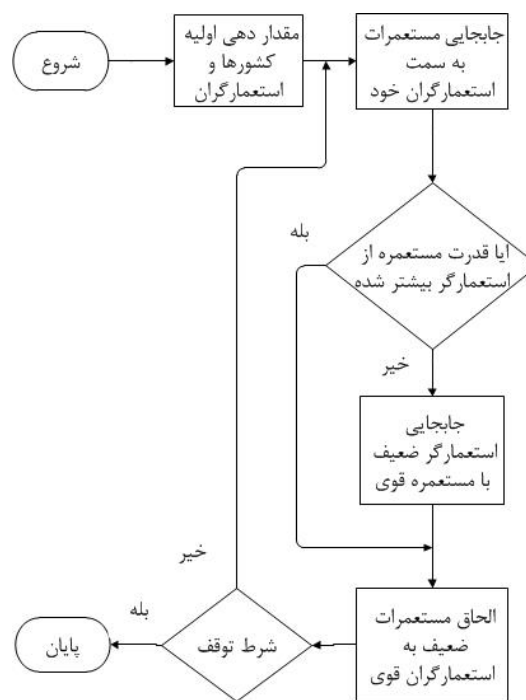 شروع
مقدار دهی اولیه
کشورها و
استعمارگران
جابجایی مستعمرات
به سمت
استعمارگران خود
ایا قدرت مستعمره از
استعمارگر بیشتر شده
بله
خیر
جابجایی
استعمارگر ضعیف
با مستعمره قوی
الحاق مستعمرات
ضعیف به
استعمارگران قوی
شرط توقف
خیر
بله
پایان